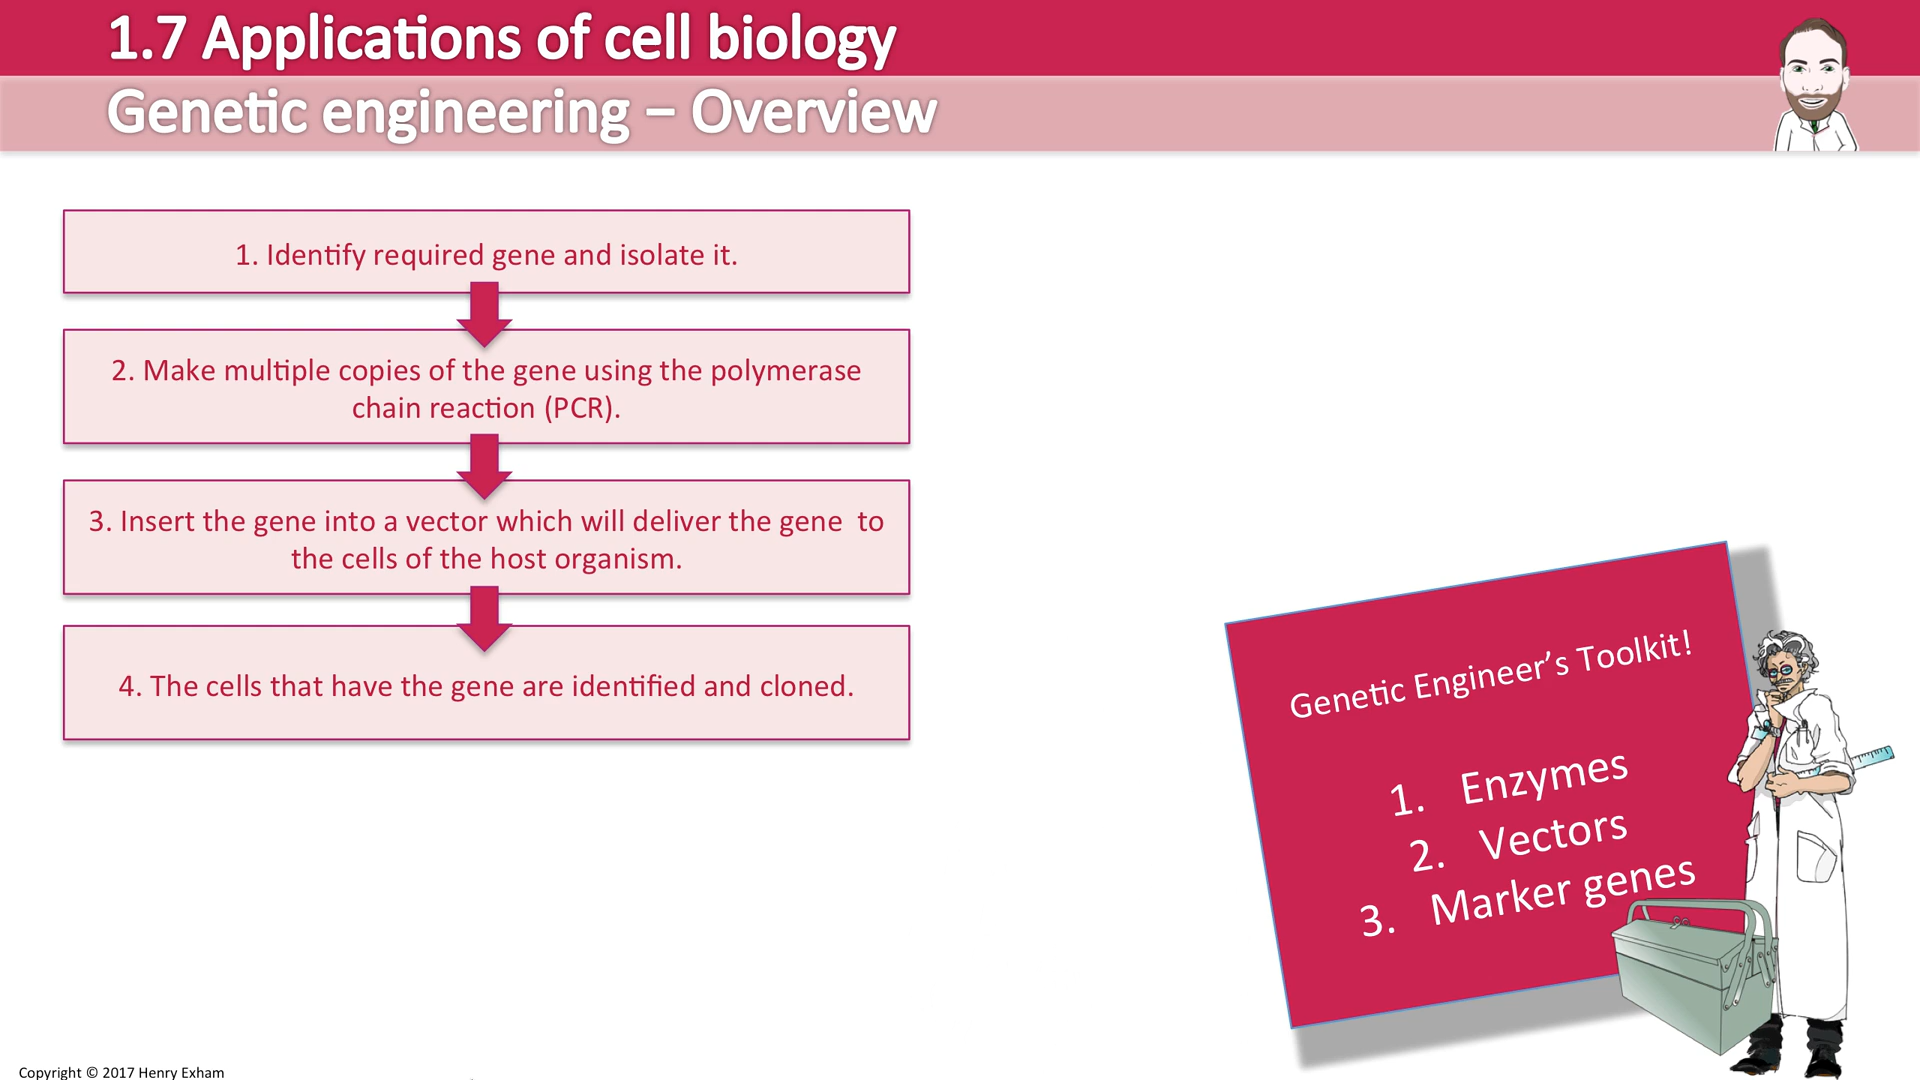 1.7 Applications of cell biology
Genetic engineering – Overview
1. Identify required gene and isolate it.
2. Make multiple copies of the gene using the polymerase
chain reaction (PCR).
3. Insert the gene into a vector which will deliver the gene  to
the cells of the host organism.
4. The cells that have the gene are identified and cloned.
Genetic Engineer’s Toolkit!
1. Enzymes
2. Vectors
3. Marker genes
Copyright © 2017 Henry Exham